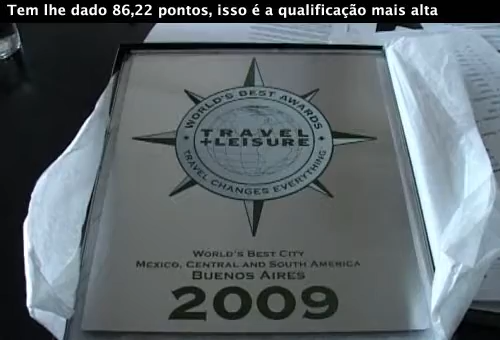 Tem lhe dado 86,22 pontos, isso é a qualificação mais alta
WORLD'S BEST AWARDS
TRAVEL
+LEISURE
TRAVEL CHANGES EVERYTHING
WORLD'S BEST CITY
MEXICO, CENTRAL AND SOUTH AMERICA
BUENOS AIRES
2009